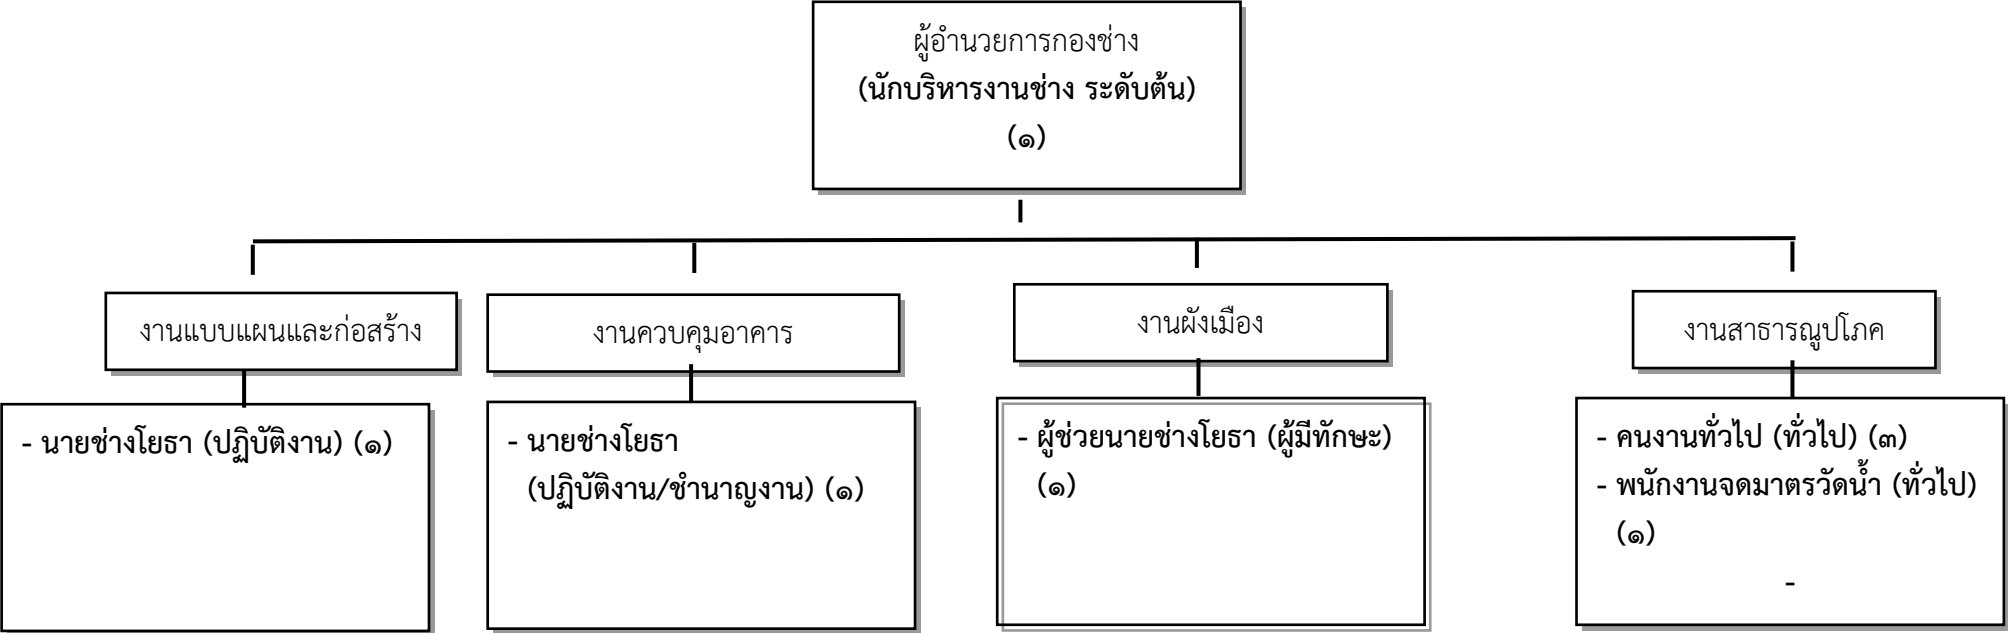 ผู้อำนวยการกองช่าง
(นักบริหารงานช่าง ระดับต้น)
(๑)
งานแบบแผนและก่อสร้าง
งานควบคุมอาคาร
งานผังเมือง
งานสาธารณูปโภค
- นายช่างโยธา (ปฏิบัติงาน) (๑)
- นายช่างโยธา
(ปฏิบัติงาน/ชำนาญงาน) (๑)
- ผู้ช่วยนายช่างโยธา (ผู้มีทักษะ)
(๑)
- คนงานทั่วไป (ทั่วไป) (๓)
- พนักงานจดมาตรวัดน้ำ (ทั่วไป)
(๑)
-